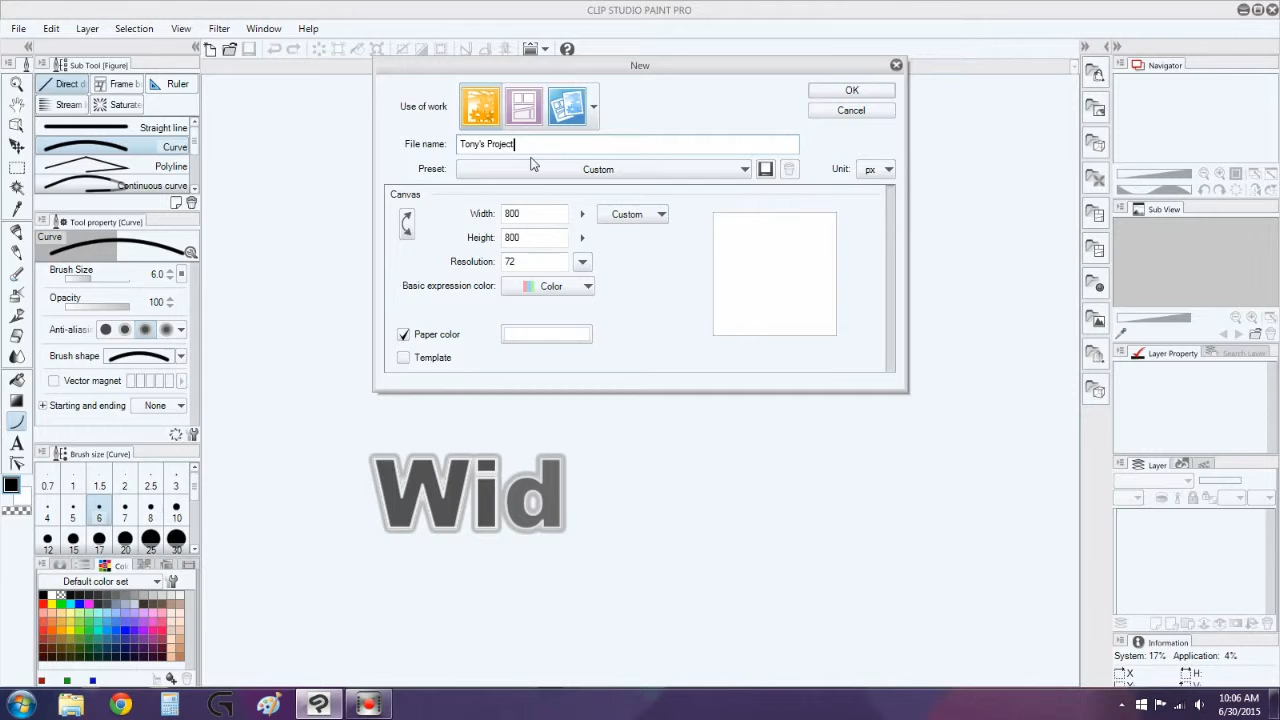 CLIP STUDIO PAINT PRO
File Edit Layer Selection View Filter Window Help
Sub Tool [Figure]
Direct d Frame b Ruler
Stream Saturate
Straight line
Curve
Polyline
Continuous curve
Tool property [Curve]
Curve
Brush Size 6.0
Opacity 100
Anti-aliasin
Brush shape
Vector magnet
Starting and ending None
Brush size [Curve]
0.7 1 1.5 2 2.5 3
4 5 6 7 8 10
12 15 17 20 25 30
Default color set
New
Use of work
OK
Cancel
File name: Tony's Project
Preset: Custom Unit: px
Canvas
Width: 800 Custom
Height: 800
Resolution: 72
Basic expression color: Color
Paper color
Template
Wid
Navigator
Sub View
Layer Property Search Layer
Layer
Information
System: 17% Application: 4%
X H:
10:06 AM
6/30/2015